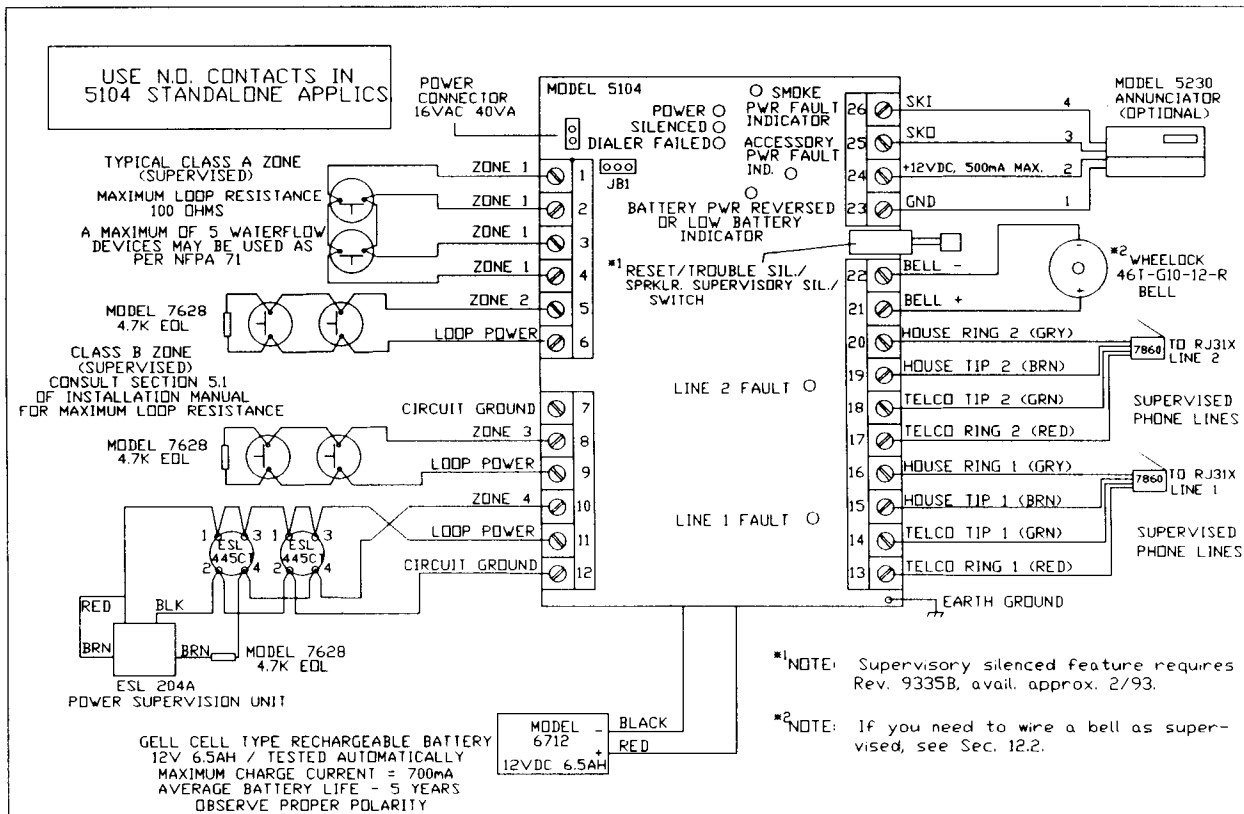 USE N.O. CONTACTS IN
5104 STANDALONE APPLICS
POWER
CONNECTOR
16VAC 40VA
TYPICAL CLASS A ZONE
(SUPERVISED)
MAXIMUM LOOP RESISTANCE
100 OHMS
A MAXIMUM OF 5 WATERFLOW
DEVICES MAY BE USED AS
PER NFPA 71
ZONE 1
ZONE 1
ZONE 1
ZONE 1
MODEL 7628
4.7K EOL
ZONE 2
LOOP POWER
CLASS B ZONE
(SUPERVISED)
CONSULT SECTION 5.1
OF INSTALLATION MANUAL
FOR MAXIMUM LOOP RESISTANCE
CIRCUIT GROUND
MODEL 7628
4.7K EOL
ZONE 3
LOOP POWER
ZONE 4
LOOP POWER
CIRCUIT GROUND
1 3 1 3
ESL ESL
445CT 445CT
2 4 2 4
RED
BLK
BRN
BRN
MODEL 7628
4.7K EOL
ESL 204A
POWER SUPERVISION UNIT
MODEL 5104
POWER
SILENCED
DIALER FAILED
SMOKE
PWR FAULT
INDICATOR
ACCESSORY
PWR FAULT
IND.
JB1
BATTERY PWR REVERSED
OR LOW BATTERY
INDICATOR
*1 RESET/TROUBLE SIL./
SPRKLR. SUPERVISORY SIL./
SWITCH
LINE 2 FAULT
LINE 1 FAULT
1
2
3
4
5
6
7
8
9
10
11
12
26 SKI 4
25 SKO 3
24 +12VDC, 500mA MAX. 2
23 GND 1
22 BELL -
21 BELL +
20 HOUSE RING 2 (GRY)
19 HOUSE TIP 2 (BRN)
18 TELCO TIP 2 (GRN)
17 TELCO RING 2 (RED)
16 HOUSE RING 1 (GRY)
15 HOUSE TIP 1 (BRN)
14 TELCO TIP 1 (GRN)
13 TELCO RING 1 (RED)
MODEL 5230
ANNUNCIATOR
(OPTIONAL)
-
+
*2 WHEELOCK
46T-G10-12-R
BELL
7860
TO RJ31X
LINE 2
SUPERVISED
PHONE LINES
7860
TO RJ31X
LINE 1
SUPERVISED
PHONE LINES
EARTH GROUND
*1 NOTE: Supervisory silenced feature requires
Rev. 9335B, avail. approx. 2/93.
*2 NOTE: If you need to wire a bell as super-
vised, see Sec. 12.2.
GELL CELL TYPE RECHARGEABLE BATTERY
12V 6.5AH / TESTED AUTOMATICALLY
MAXIMUM CHARGE CURRENT = 700mA
AVERAGE BATTERY LIFE - 5 YEARS
OBSERVE PROPER POLARITY
MODEL
6712
12VDC 6.5AH
- BLACK
+ RED